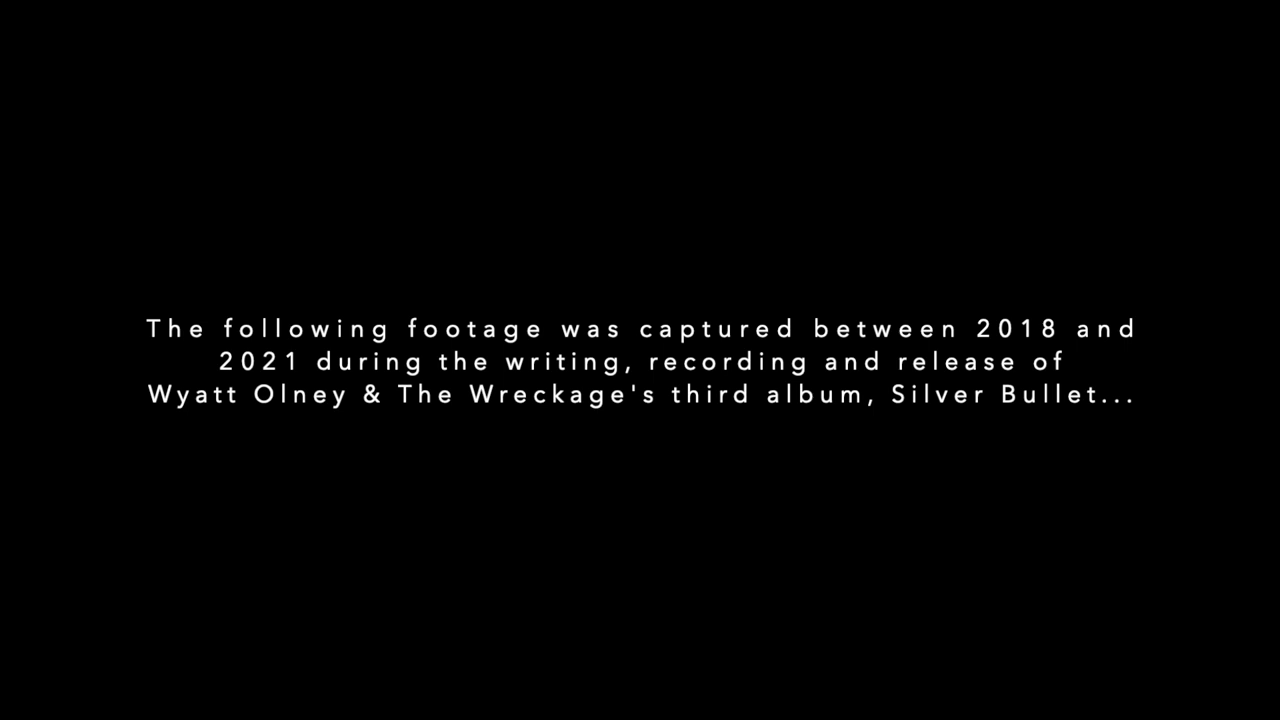 The following footage was captured between 2018 and
2021 during the writing, recording and release of
Wyatt Olney & The Wreckage's third album, Silver Bullet...